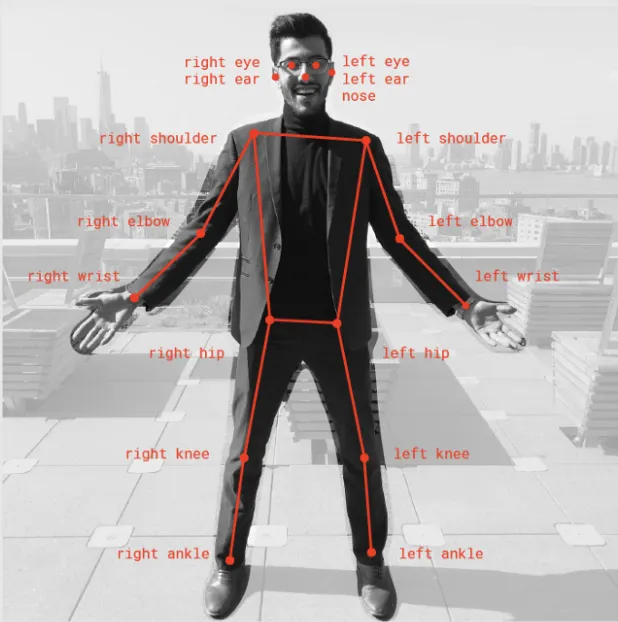 right eye
left eye
right ear
left ear
nose
right shoulder
left shoulder
right elbow
left elbow
right wrist
left wrist
right hip
left hip
right knee
left knee
right ankle
left ankle